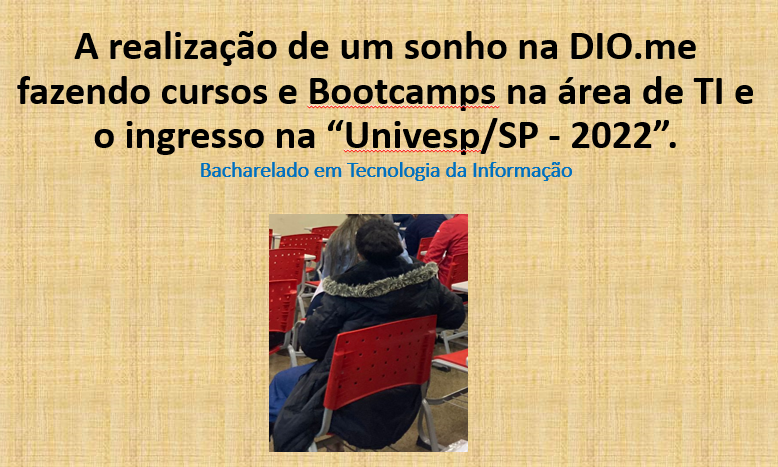 A realização de um sonho na DIO.me
fazendo cursos e Bootcamps na área de TI e
o ingresso na “Univesp/SP - 2022”.
Bacharelado em Tecnologia da Informação